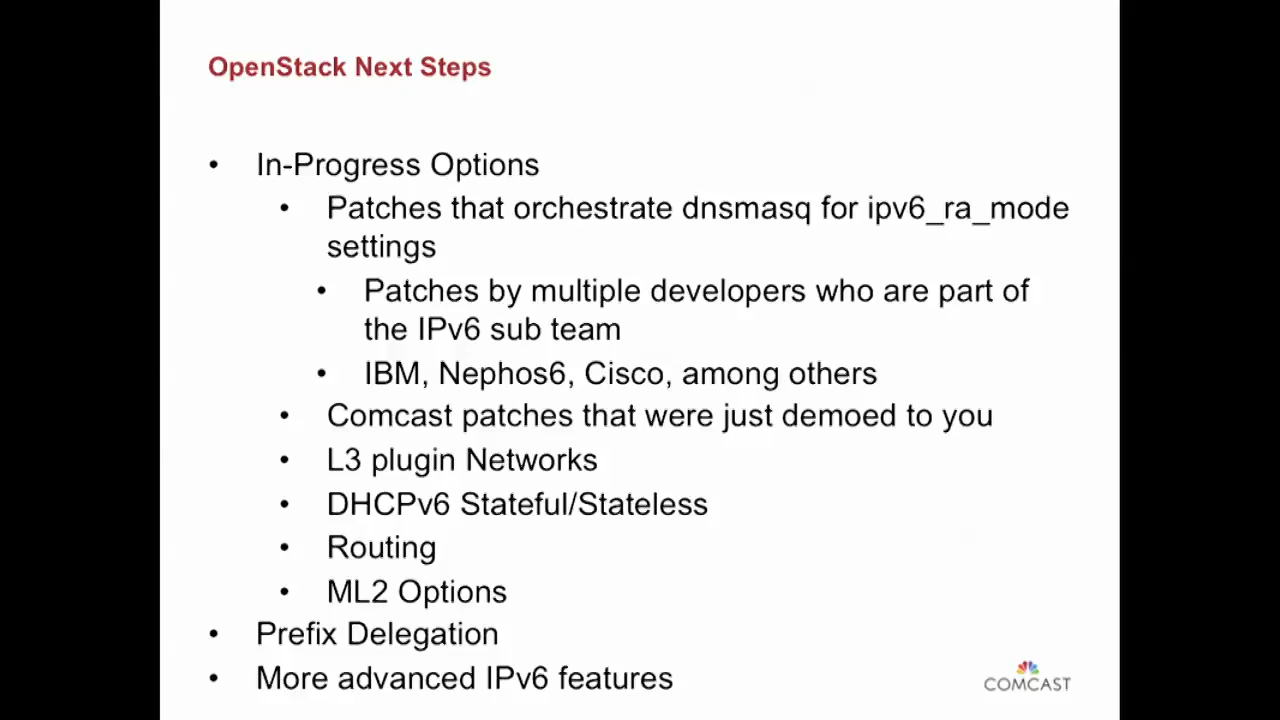 OpenStack Next Steps
• In-Progress Options
• Patches that orchestrate dnsmasq for ipv6_ra_mode
settings
• Patches by multiple developers who are part of
the IPv6 sub team
• IBM, Nephos6, Cisco, among others
• Comcast patches that were just demoed to you
• L3 plugin Networks
• DHCPv6 Stateful/Stateless
• Routing
• ML2 Options
• Prefix Delegation
• More advanced IPv6 features
COMCAST